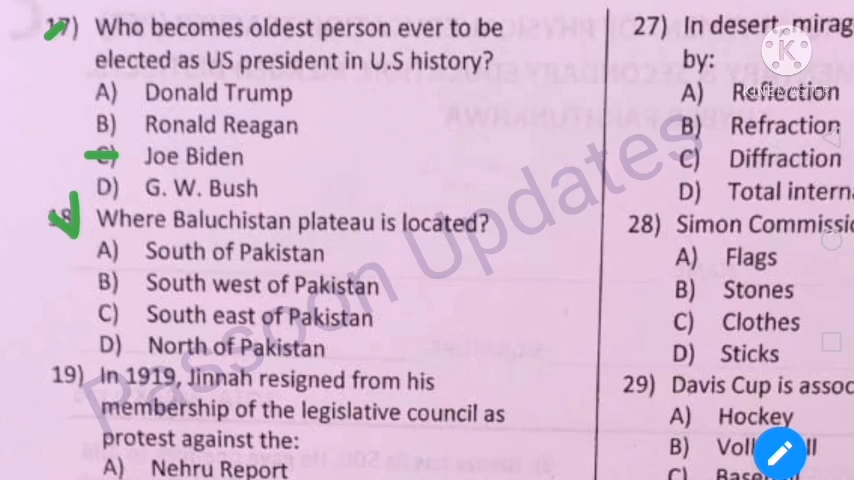 17) Who becomes oldest person ever to be
elected as US president in U.S history?
A) Donald Trump
B) Ronald Reagan
C) Joe Biden
D) G. W. Bush
18) Where Baluchistan plateau is located?
A) South of Pakistan
B) South west of Pakistan
C) South east of Pakistan
D) North of Pakistan
19) In 1919, Jinnah resigned from his
membership of the legislative council as
protest against the:
A) Nehru Report
27) In desert, mirag
by:
A) Reflection
B) Refraction
C) Diffraction
D) Total intern
28) Simon Commissi
A) Flags
B) Stones
C) Clothes
D) Sticks
29) Davis Cup is assoc
A) Hockey
B)
C)
K
KINEMASTER
Passoon Updates